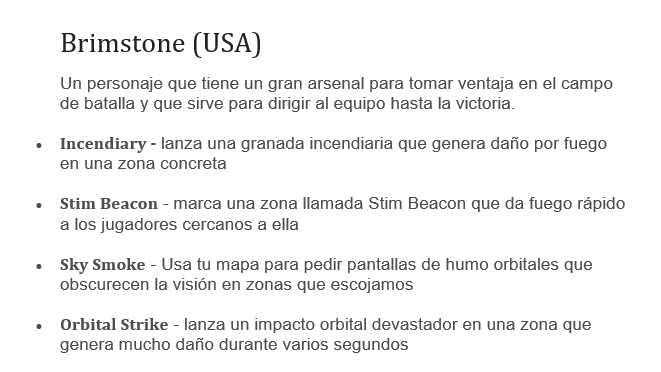 Brimstone (USA)
Un personaje que tiene un gran arsenal para tomar ventaja en el campo
de batalla y que sirve para dirigir al equipo hasta la victoria.
• Incendiary - lanza una granada incendiaria que genera daño por fuego
en una zona concreta
• Stim Beacon - marca una zona llamada Stim Beacon que da fuego rápido
a los jugadores cercanos a ella
• Sky Smoke - Usa tu mapa para pedir pantallas de humo orbitales que
obscurecen la visión en zonas que escojamos
• Orbital Strike - lanza un impacto orbital devastador en una zona que
genera mucho daño durante varios segundos